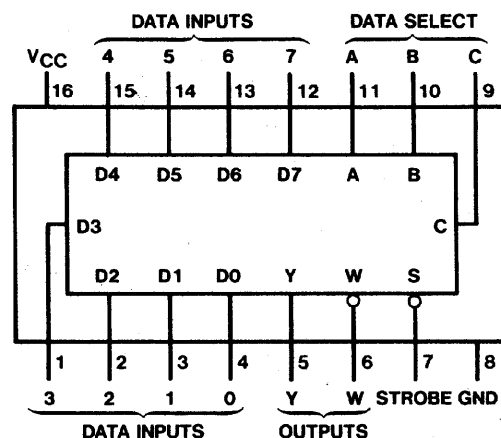 DATA INPUTS DATA SELECT
VCC 4 5 6 7 A B C
16 15 14 13 12 11 10 9
D4 D5 D6 D7 A B
D3 C
D2 D1 D0 Y W S
1 2 3 4 5 6 7 8
3 2 1 0 Y W STROBE GND
DATA INPUTS OUTPUTS